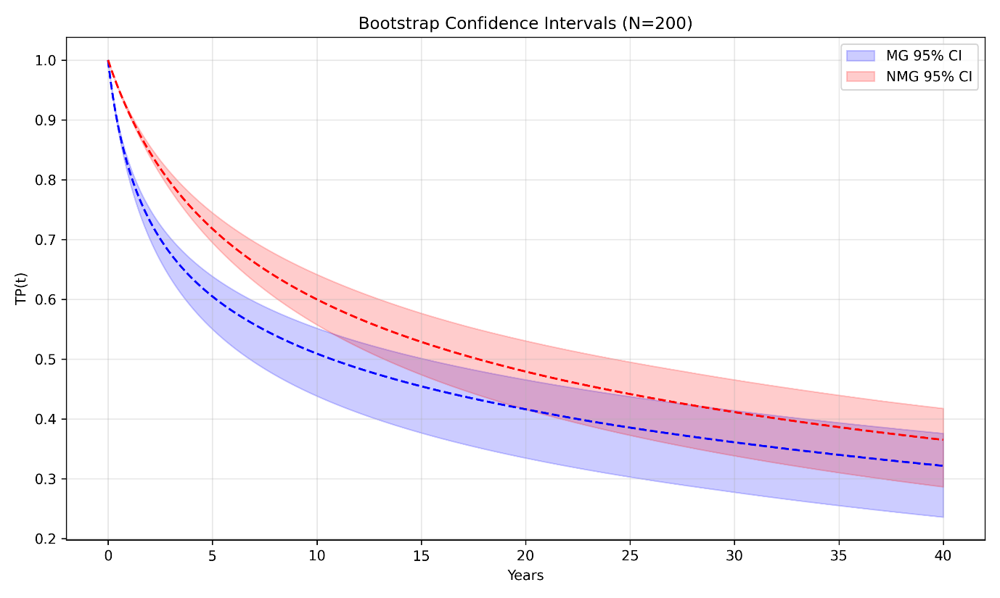 Bootstrap Confidence Intervals (N=200)
MG 95% CI
NMG 95% CI
TP(t)
1.0
0.9
0.8
0.7
0.6
0.5
0.4
0.3
0.2
0 5 10 15 20 25 30 35 40
Years